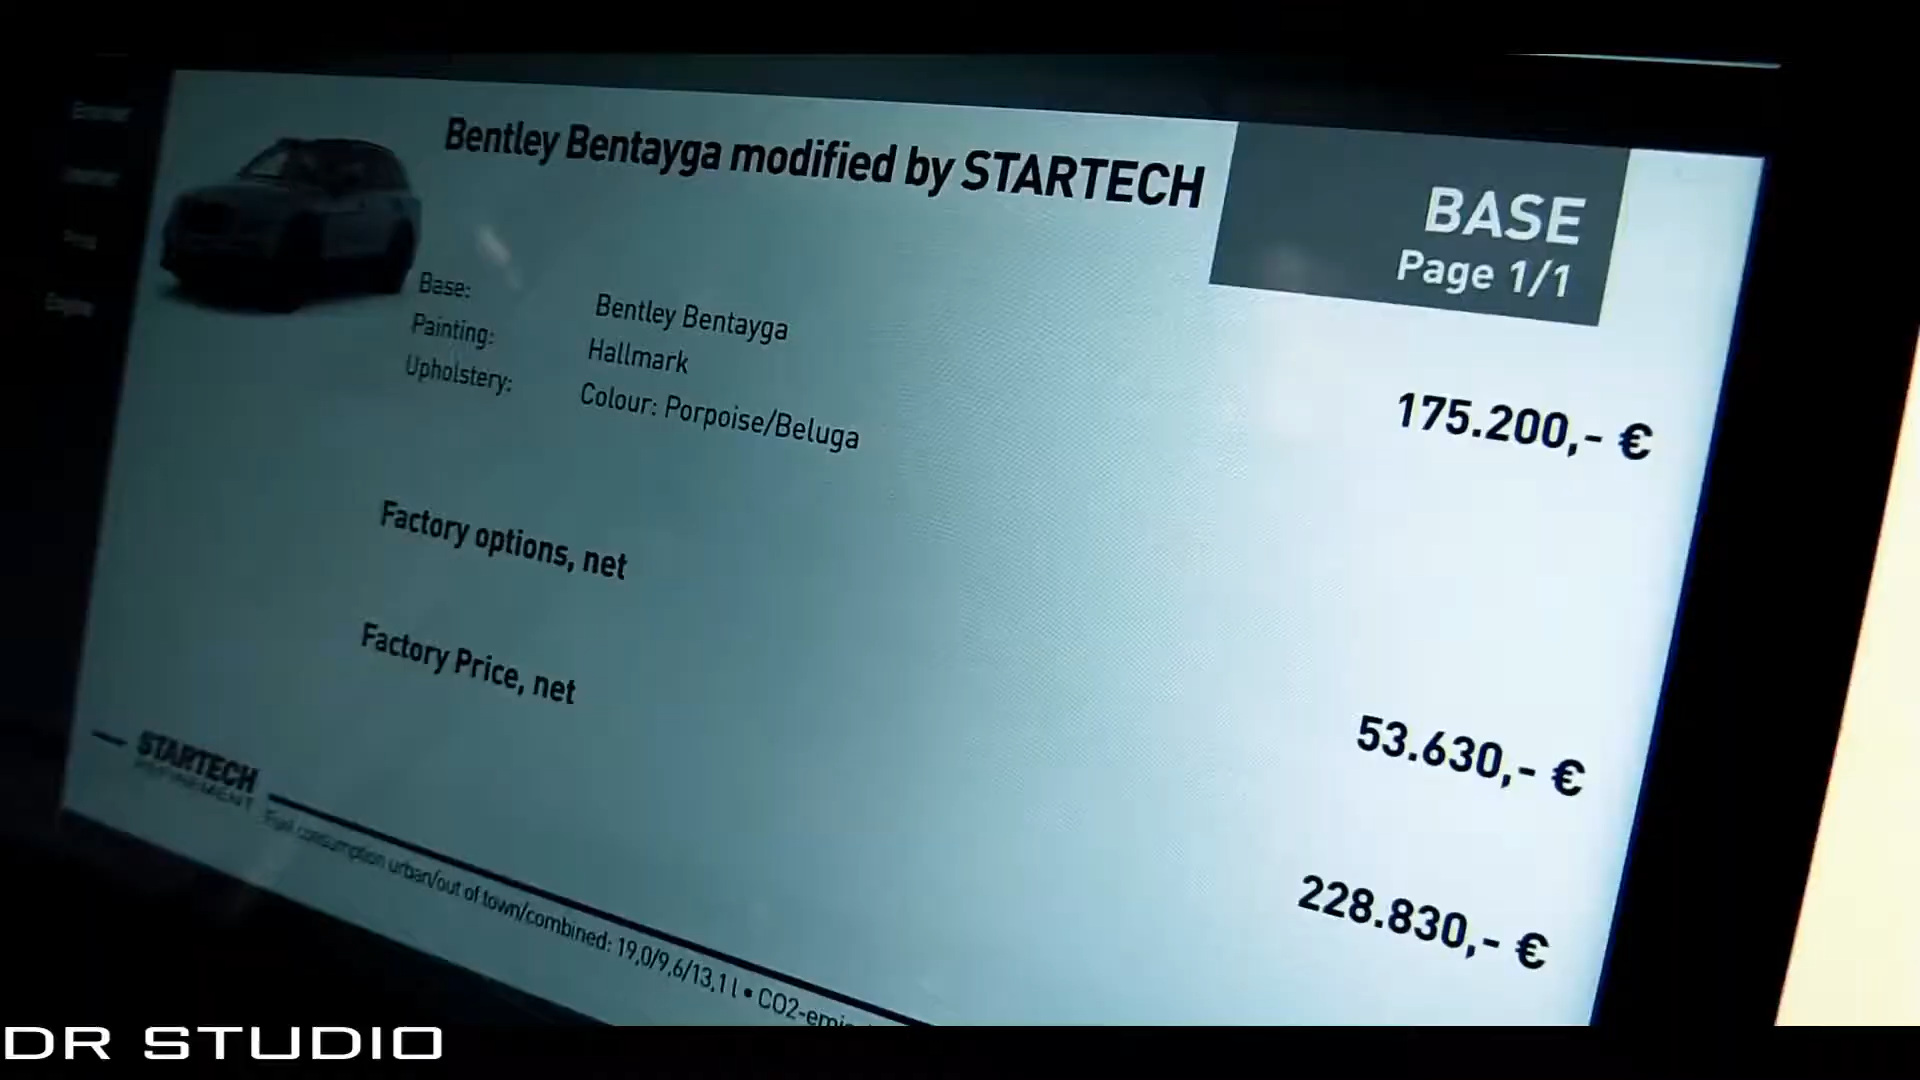 Bentley Bentayga modified by STARTECH
BASE
Page 1/1
Base: Bentley Bentayga 175.200,- €
Painting: Hallmark
Upholstery: Colour: Porpoise/Beluga
Factory options, net 53.630,- €
Factory Price, net 228.830,- €
STARTECH
REFINEMENT
Fuel consumption urban/out of town/combined: 19,0/9,6/13,1 l • CO2-emi
DR STUDIO